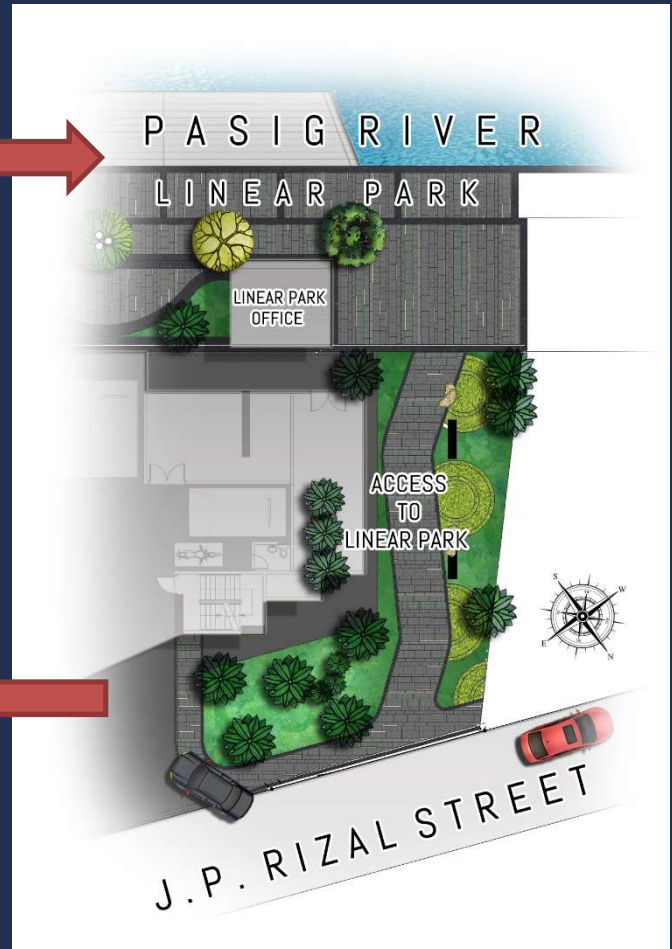 PASIG RIVER
LINEAR PARK
LINEAR PARK
OFFICE
ACCESS
TO
LINEAR PARK
S
W
E
N
J.P. RIZAL STREET